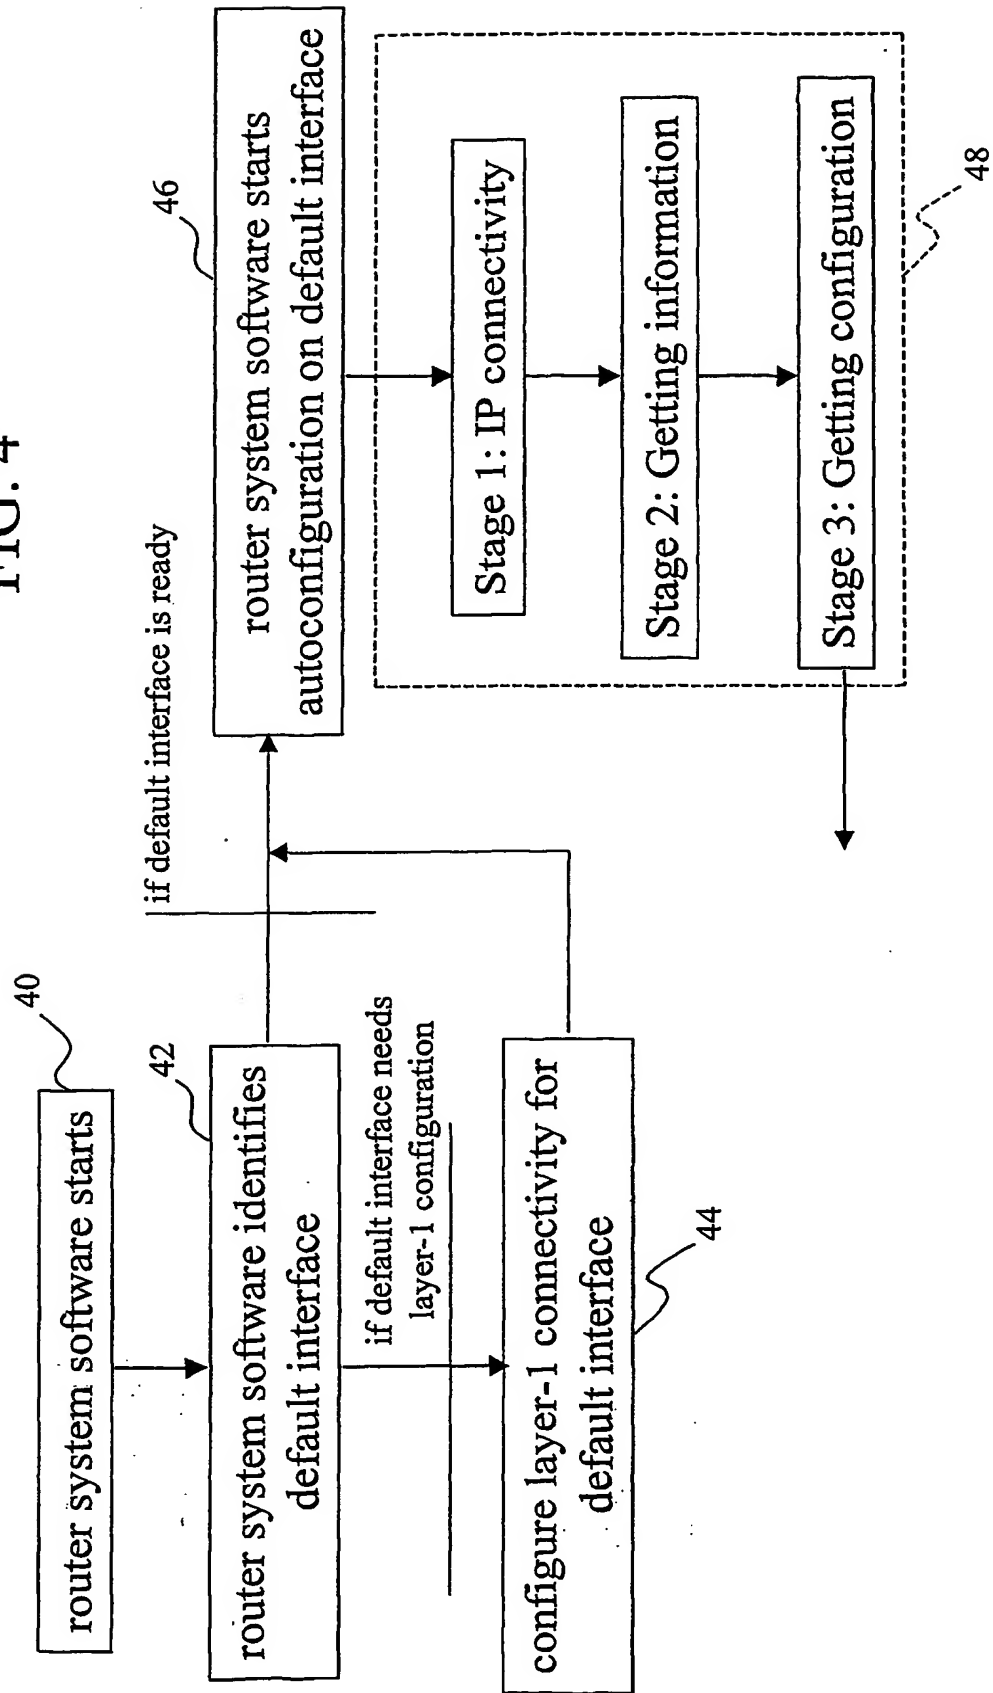 FIG. 4
40
router system software starts
42
router system software identifies
default interface
if default interface needs
layer-1 configuration
configure layer-1 connectivity for
default interface
44
if default interface is ready
46
router system software starts
autoconfiguration on default interface
Stage 1: IP connectivity
Stage 2: Getting information
Stage 3: Getting configuration
48